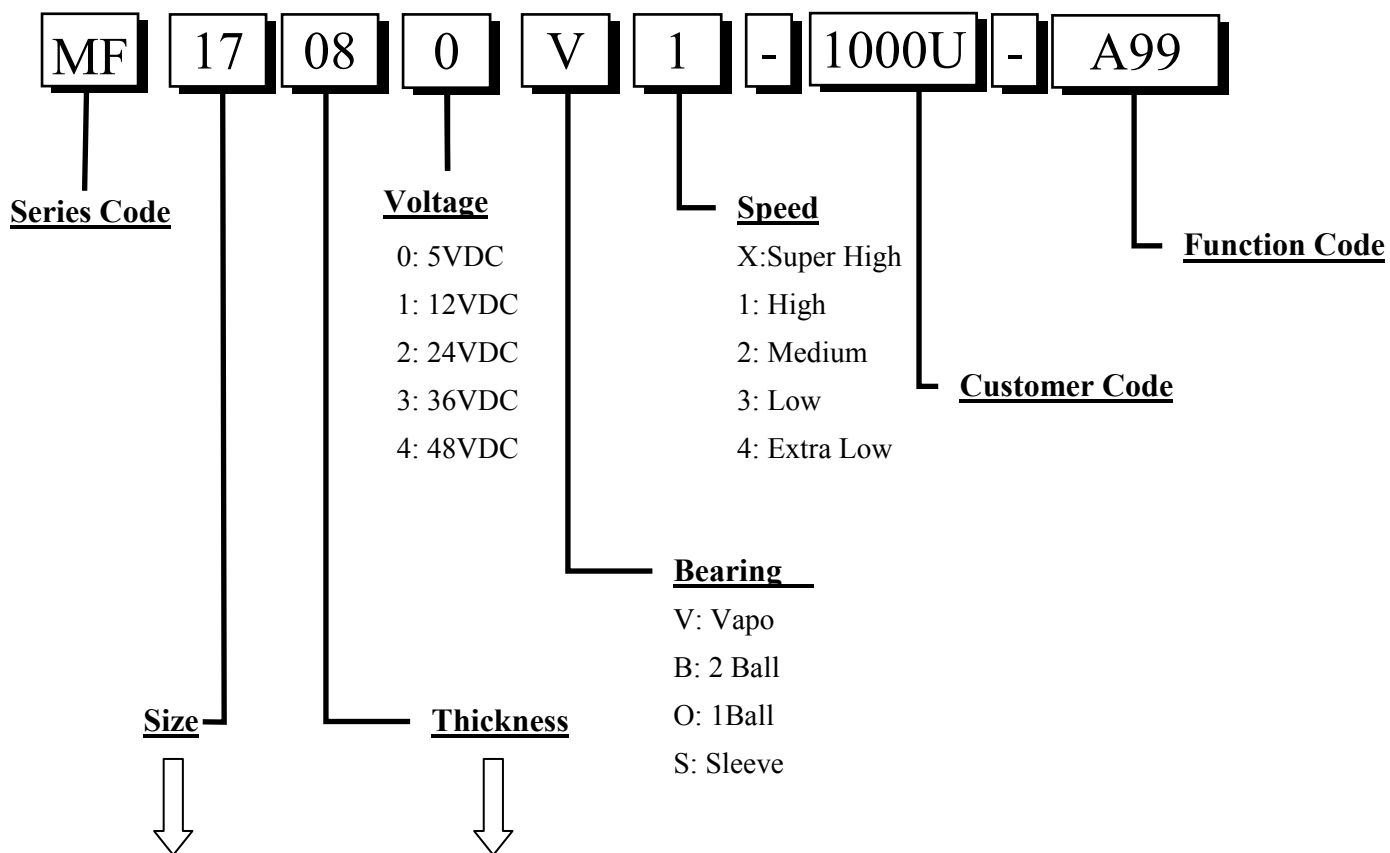 MF 17 08 0 V 1 - 1000U - A99
Series Code
Voltage
0: 5VDC
1: 12VDC
2: 24VDC
3: 36VDC
4: 48VDC
Speed
X:Super High
1: High
2: Medium
3: Low
4: Extra Low
Function Code
Customer Code
Bearing
V: Vapo
B: 2 Ball
O: 1Ball
S: Sleeve
Size
Thickness